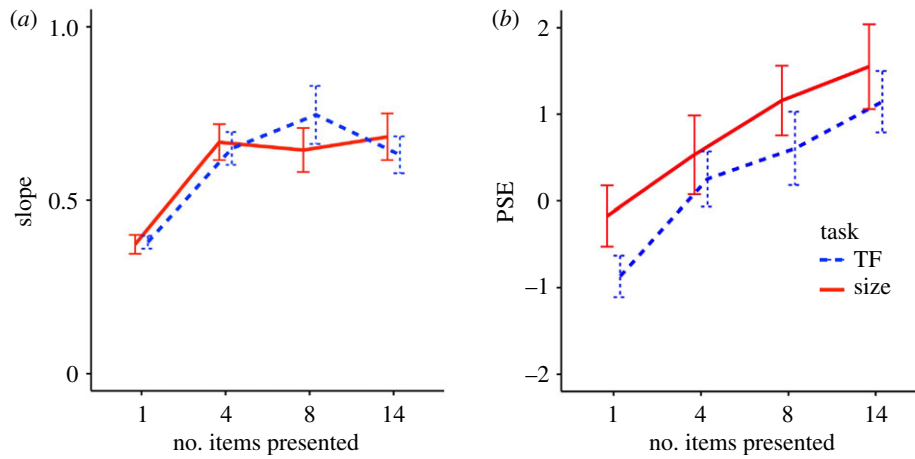 (a)
1.0
0.5
0
slope
1
4
8
14
no. items presented
(b)
2
1
0
–1
–2
PSE
1
4
8
14
no. items presented
task
TF
size